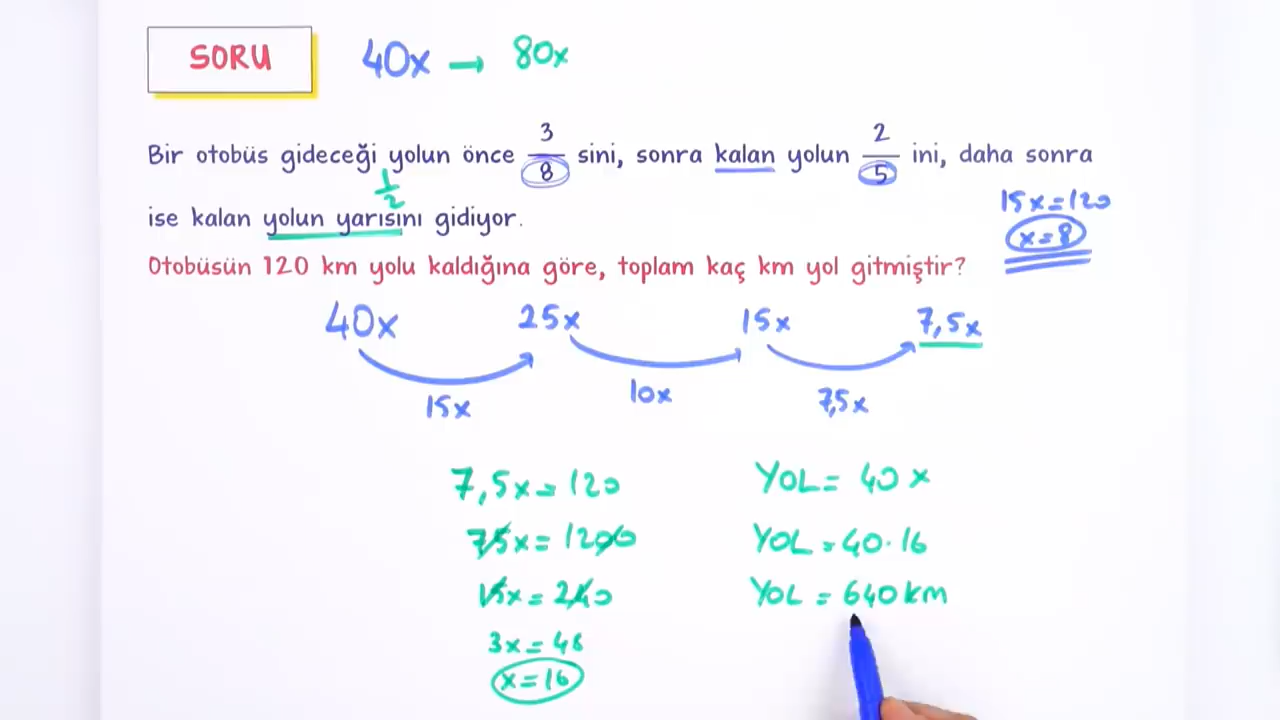 SORU
40x → 80x
Bir otobüs gideceği yolun önce 3/8 sini, sonra kalan yolun 2/5 ini, daha sonra
1/2
ise kalan yolun yarısını gidiyor.
15x = 120
x = 8
Otobüsün 120 km yolu kaldığına göre, toplam kaç km yol gitmiştir?
40x 25x 15x 7,5x
15x 10x 7,5x
7,5x = 120
75x = 1200
15x = 240
3x = 48
x = 16
YOL = 40x
YOL = 40·16
YOL = 640 km